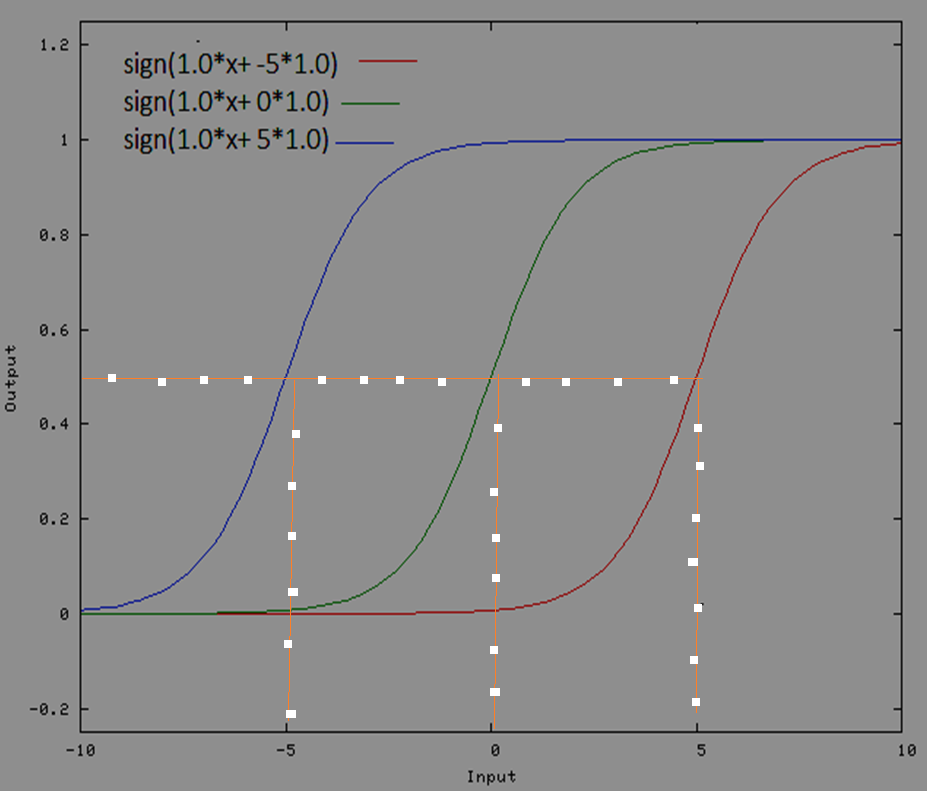 1.2
sign(1.0*x+ -5*1.0)
sign(1.0*x+ 0*1.0)
sign(1.0*x+ 5*1.0)
1
0.8
0.6
Output
0.4
0.2
0
-0.2
-10 -5 0 5 10
Input